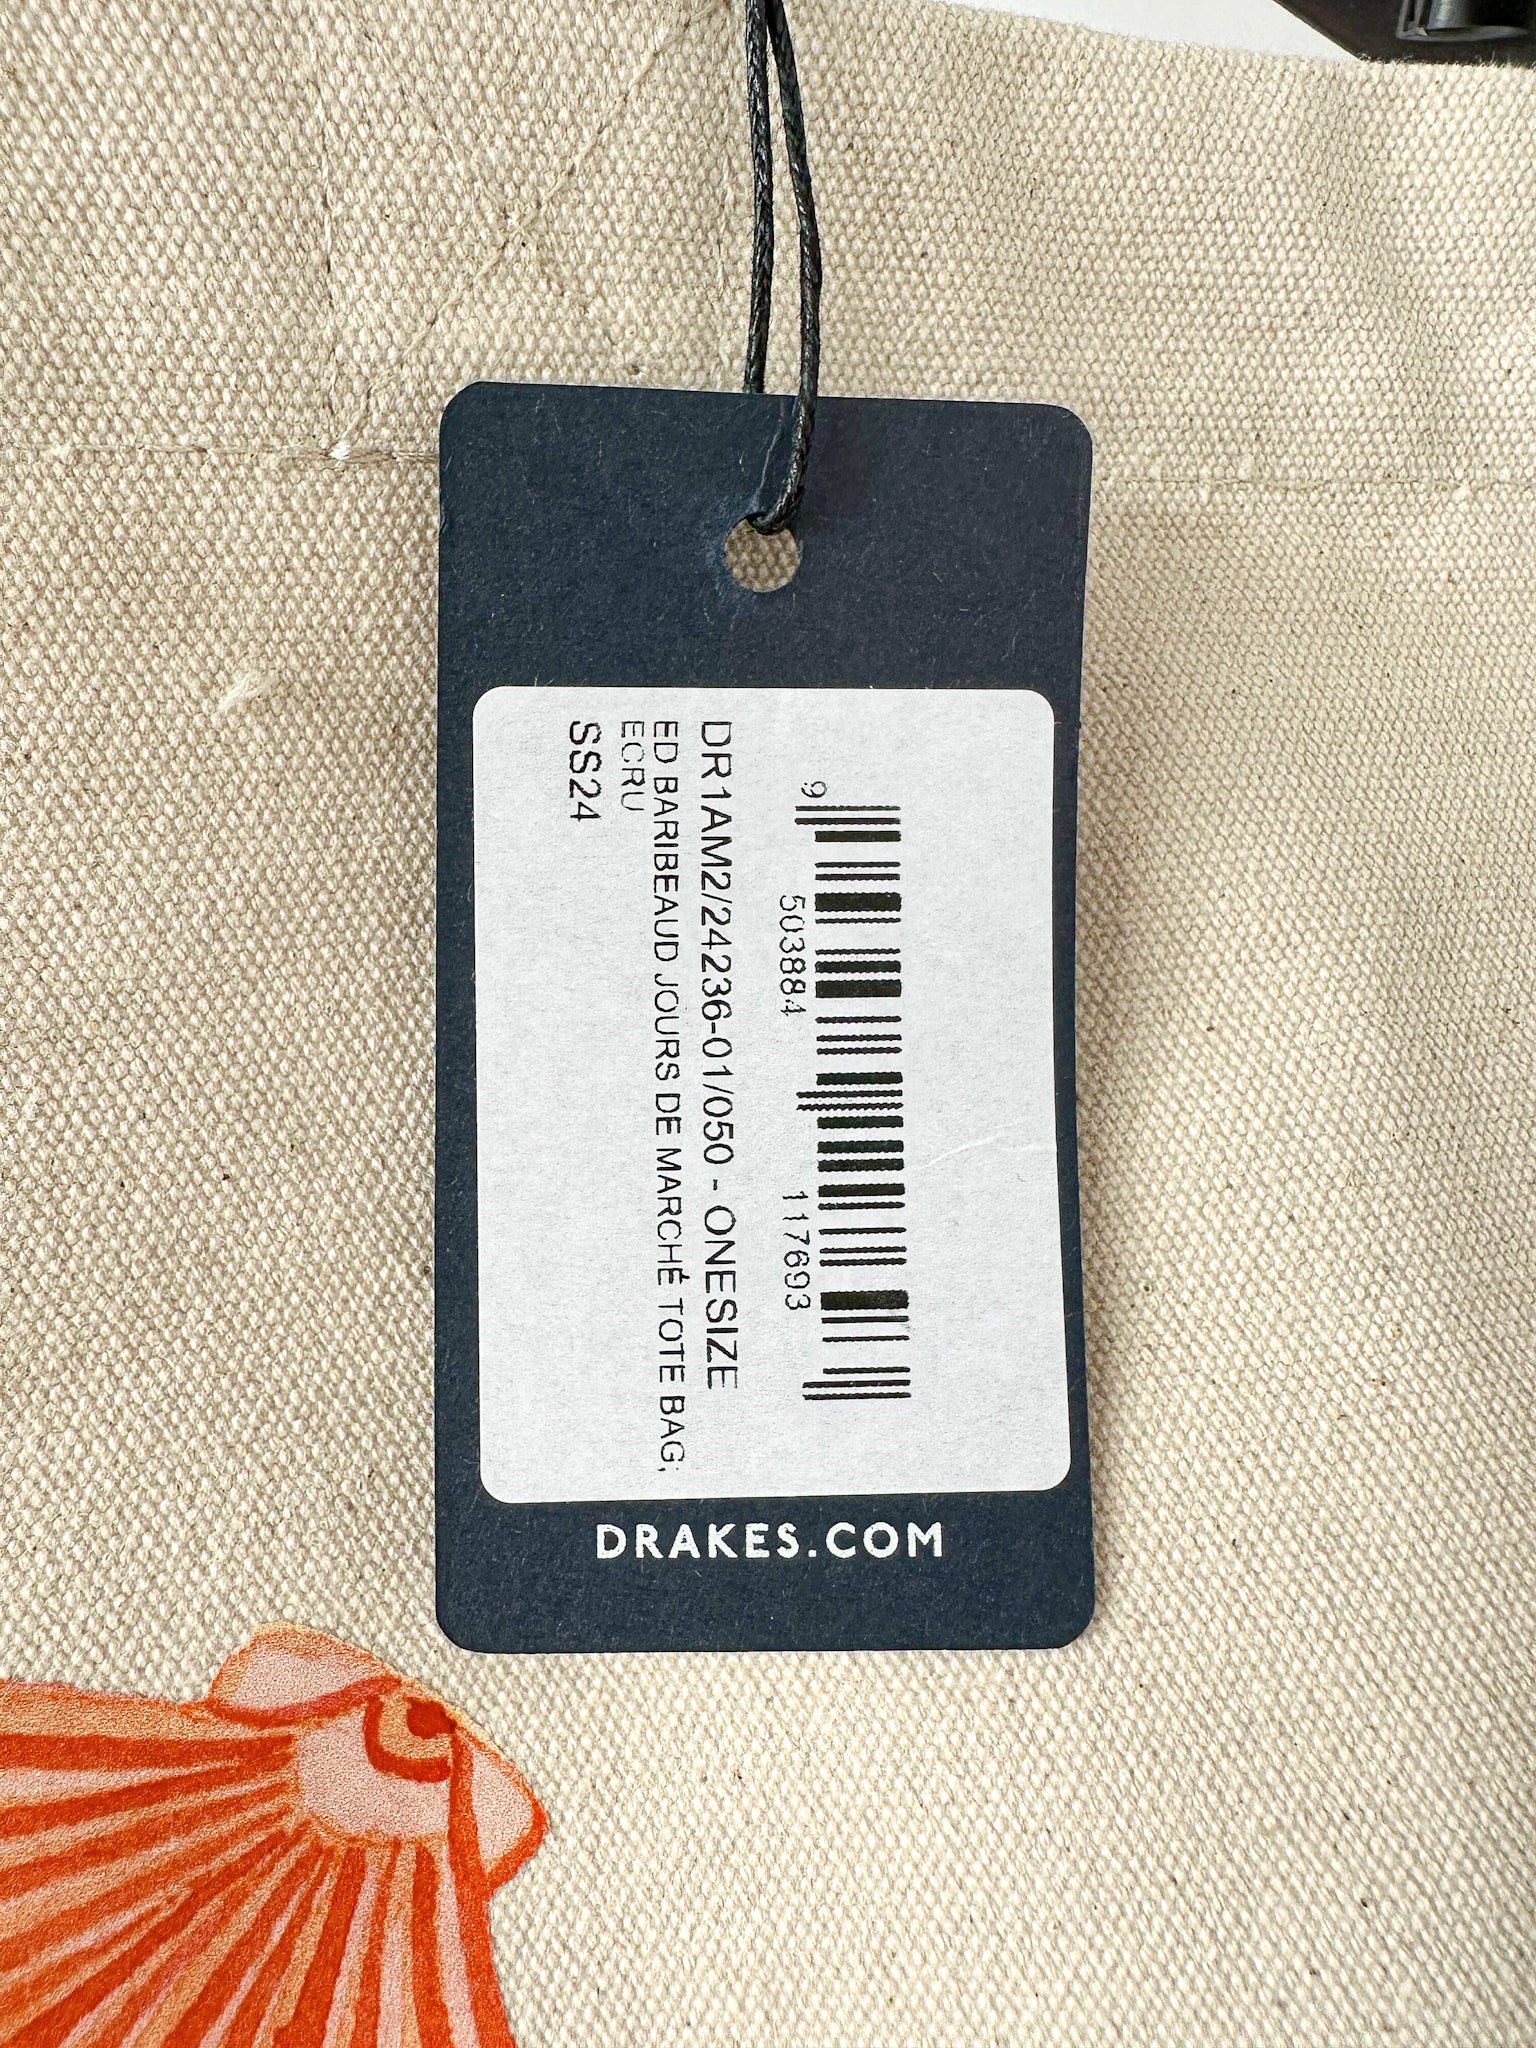 9 503884 117693
DR1AM2/24236-01/050 - ONESIZE
ED BARIBEAUD JOURS DE MARCHÉ TOTE BAG;
ECRU
SS24
DRAKES.COM